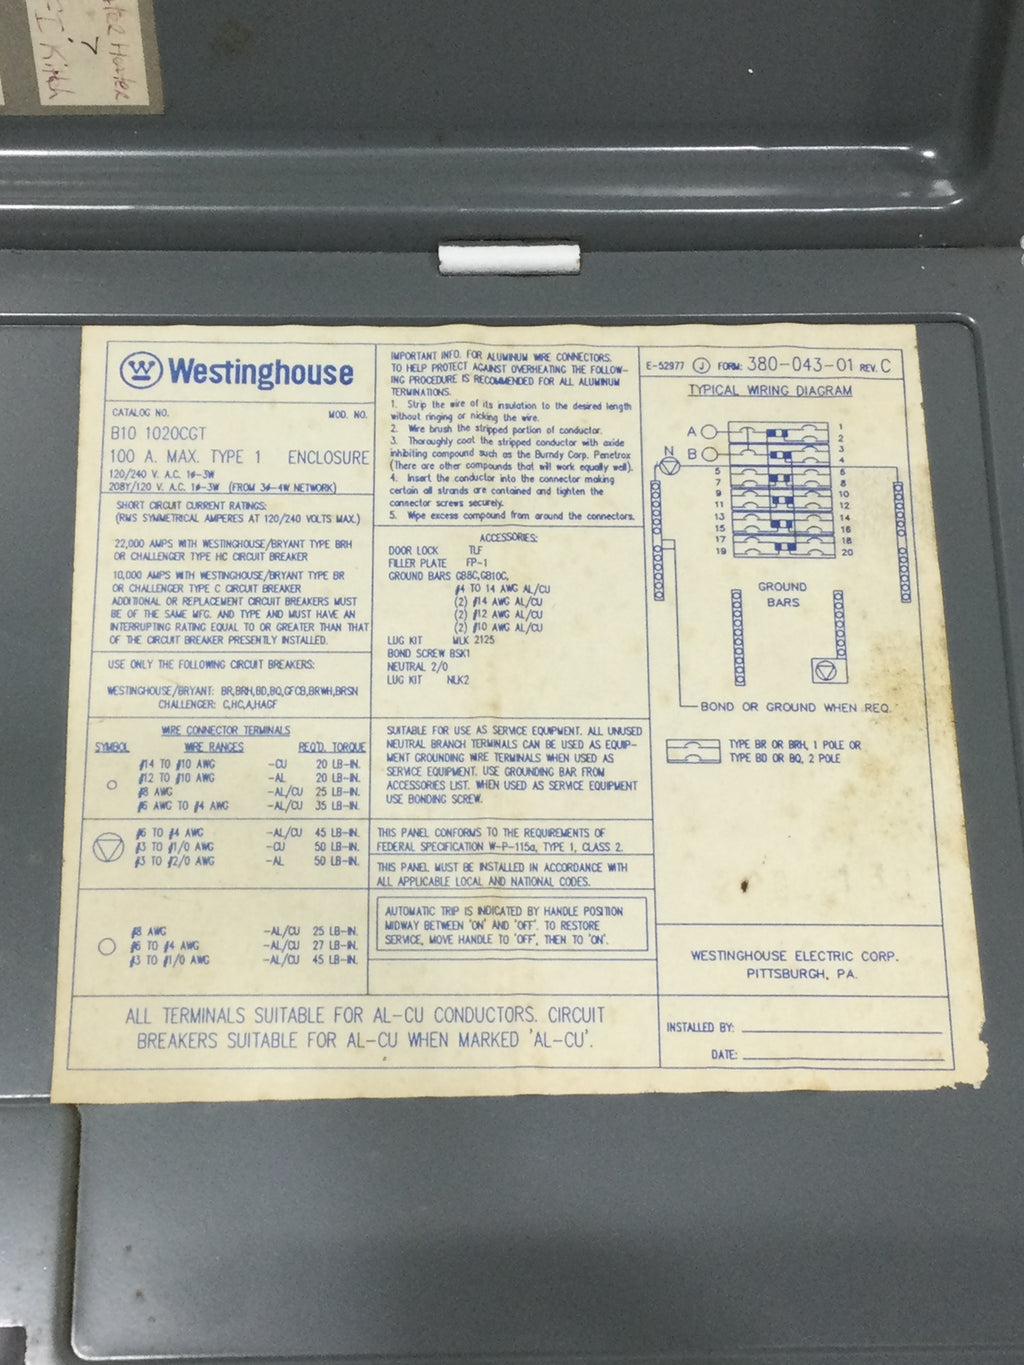 Kitch
7
Westinghouse
CATALOG NO. MOD. NO.
B10 1020CGT
100 A. MAX. TYPE 1 ENCLOSURE
120/240 V. A.C. 1ø-3W
208Y/120 V. A.C. 1ø-3W (FROM 3ø-4W NETWORK)
SHORT CIRCUIT CURRENT RATINGS:
(RMS SYMMETRICAL AMPERES AT 120/240 VOLTS MAX.)
22,000 AMPS WITH WESTINGHOUSE/BRYANT TYPE BRH
OR CHALLENGER TYPE HC CIRCUIT BREAKER
10,000 AMPS WITH WESTINGHOUSE/BRYANT TYPE BR
OR CHALLENGER TYPE C CIRCUIT BREAKER
ADDITIONAL OR REPLACEMENT CIRCUIT BREAKERS MUST
BE OF THE SAME MFG. AND TYPE AND MUST HAVE AN
INTERRUPTING RATING EQUAL TO OR GREATER THAN THAT
OF THE CIRCUIT BREAKER PRESENTLY INSTALLED.
USE ONLY THE FOLLOWING CIRCUIT BREAKERS:
WESTINGHOUSE/BRYANT: BR,BRH,BD,BQ,GFCB,BRWH,BRSN
CHALLENGER: C,HC,A,HAGF
WIRE CONNECTOR TERMINALS
SYMBOL WIRE RANGES REQ'D. TORQUE
#14 TO #10 AWG -CU 20 LB-IN.
#12 TO #10 AWG -AL 20 LB-IN.
#8 AWG -AL/CU 25 LB-IN.
#6 AWG TO #4 AWG -AL/CU 35 LB-IN.
#6 TO #4 AWG -AL/CU 45 LB-IN.
#3 TO #1/0 AWG -CU 50 LB-IN.
#3 TO #2/0 AWG -AL 50 LB-IN.
#8 AWG -AL/CU 25 LB-IN.
#6 TO #4 AWG -AL/CU 27 LB-IN.
#3 TO #1/0 AWG -AL/CU 45 LB-IN.
IMPORTANT INFO. FOR ALUMINUM WIRE CONNECTORS.
TO HELP PROTECT AGAINST OVERHEATING THE FOLLOW-
ING PROCEDURE IS RECOMMENDED FOR ALL ALUMINUM
TERMINATIONS.
1. Strip the wire of its insulation to the desired length
without ringing or nicking the wire.
2. Wire brush the stripped portion of conductor.
3. Thoroughly coat the stripped conductor with oxide
inhibiting compound such as the Burndy Corp. Penetrox
(There are other compounds that will work equally well).
4. Insert the conductor into the connector making
certain all strands are contained and tighten the
connector screws securely.
5. Wipe excess compound from around the connectors.
ACCESSORIES:
DOOR LOCK TLF
FILLER PLATE FP-1
GROUND BARS GB8C,GB10C,
#4 TO 14 AWG AL/CU
(2) #14 AWG AL/CU
(2) #12 AWG AL/CU
(2) #10 AWG AL/CU
LUG KIT MLK 2125
BOND SCREW BSK1
NEUTRAL 2/0
LUG KIT NLK2
SUITABLE FOR USE AS SERVICE EQUIPMENT. ALL UNUSED
NEUTRAL BRANCH TERMINALS CAN BE USED AS EQUIP-
MENT GROUNDING WIRE TERMINALS WHEN USED AS
SERVICE EQUIPMENT. USE GROUNDING BAR FROM
ACCESSORIES LIST. WHEN USED AS SERVICE EQUIPMENT
USE BONDING SCREW.
THIS PANEL CONFORMS TO THE REQUIREMENTS OF
FEDERAL SPECIFICATION W-P-115a, TYPE 1, CLASS 2.
THIS PANEL MUST BE INSTALLED IN ACCORDANCE WITH
ALL APPLICABLE LOCAL AND NATIONAL CODES.
AUTOMATIC TRIP IS INDICATED BY HANDLE POSITION
MIDWAY BETWEEN 'ON' AND 'OFF'. TO RESTORE
SERVICE, MOVE HANDLE TO 'OFF', THEN TO 'ON'.
E-52977 J FORM: 380-043-01 REV. C
TYPICAL WIRING DIAGRAM
A 1
2
B 3
N 4
5 6
7 8
9 10
11 12
13 14
15 16
17 18
19 20
GROUND
BARS
BOND OR GROUND WHEN REQ.
TYPE BR OR BRH, 1 POLE OR
TYPE BD OR BQ, 2 POLE
WESTINGHOUSE ELECTRIC CORP.
PITTSBURGH, PA.
INSTALLED BY:
DATE:
ALL TERMINALS SUITABLE FOR AL-CU CONDUCTORS. CIRCUIT
BREAKERS SUITABLE FOR AL-CU WHEN MARKED 'AL-CU'.